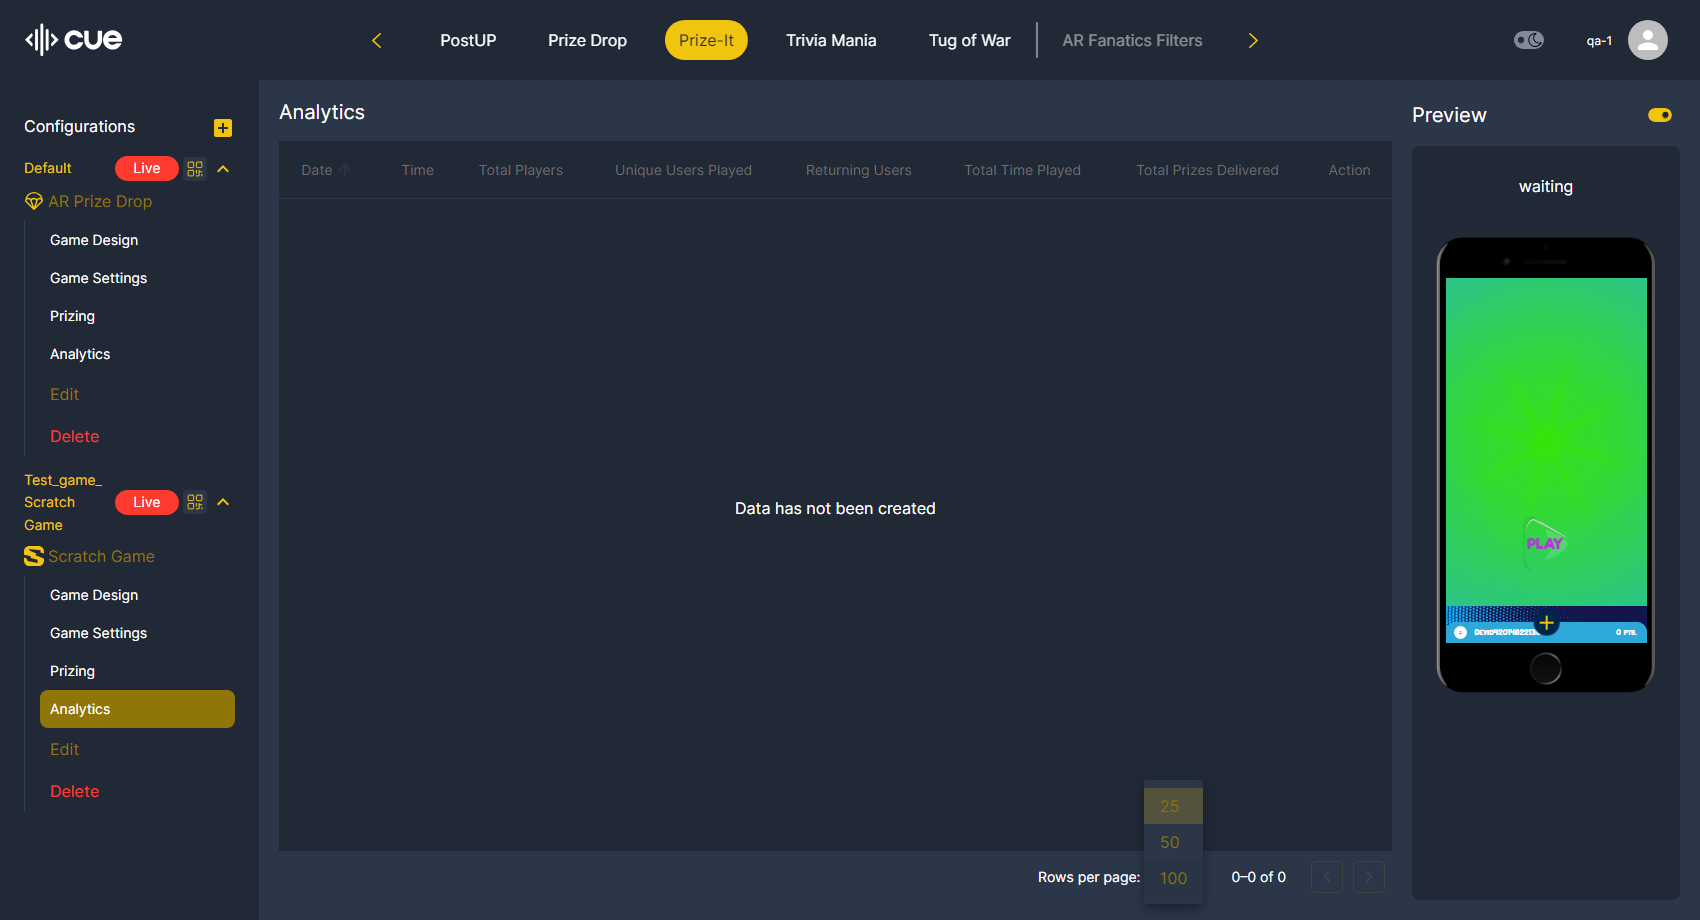 cue
PostUP
Prize Drop
Prize-It
Trivia Mania
Tug of War
AR Fanatics Filters
qa-1
Configurations
Default
Live
AR Prize Drop
Game Design
Game Settings
Prizing
Analytics
Edit
Delete
Test_game_
Scratch
Game
Live
Scratch Game
Game Design
Game Settings
Prizing
Analytics
Edit
Delete
Analytics
Date
Time
Total Players
Unique Users Played
Returning Users
Total Time Played
Total Prizes Delivered
Action
Data has not been created
25
50
100
Rows per page:
0–0 of 0
Preview
waiting
PLAY
0 PTS.